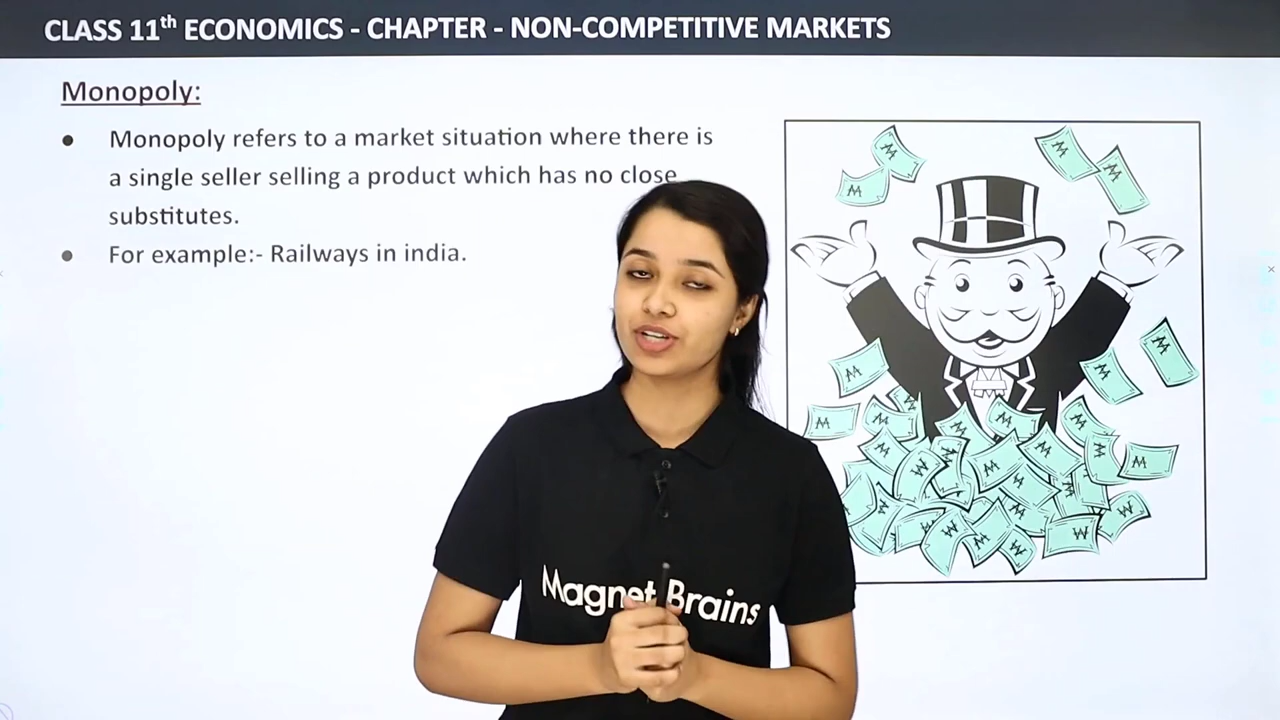 CLASS 11th ECONOMICS - CHAPTER - NON-COMPETITIVE MARKETS
Monopoly:
• Monopoly refers to a market situation where there is
a single seller selling a product which has no close
substitutes.
• For example:- Railways in india.
Magnet Brains